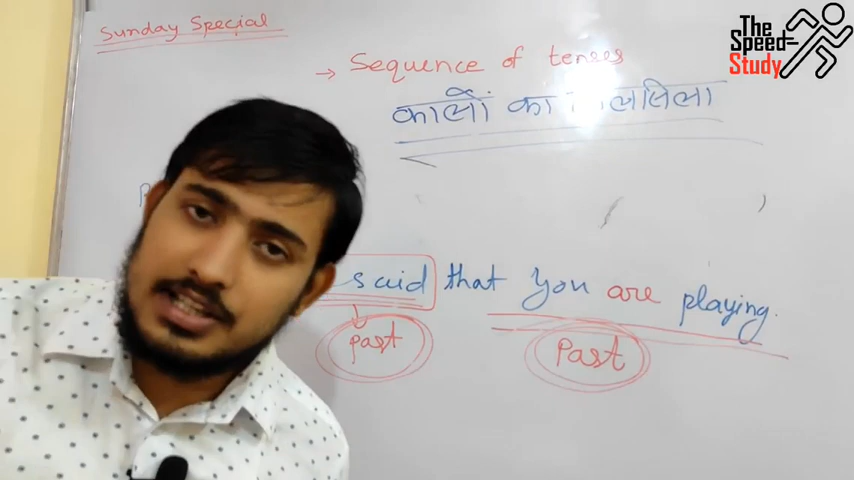 Sunday Special
The
Speed
Study
→ Sequence of tenses
कालों का
said that you are playing.
past
Past